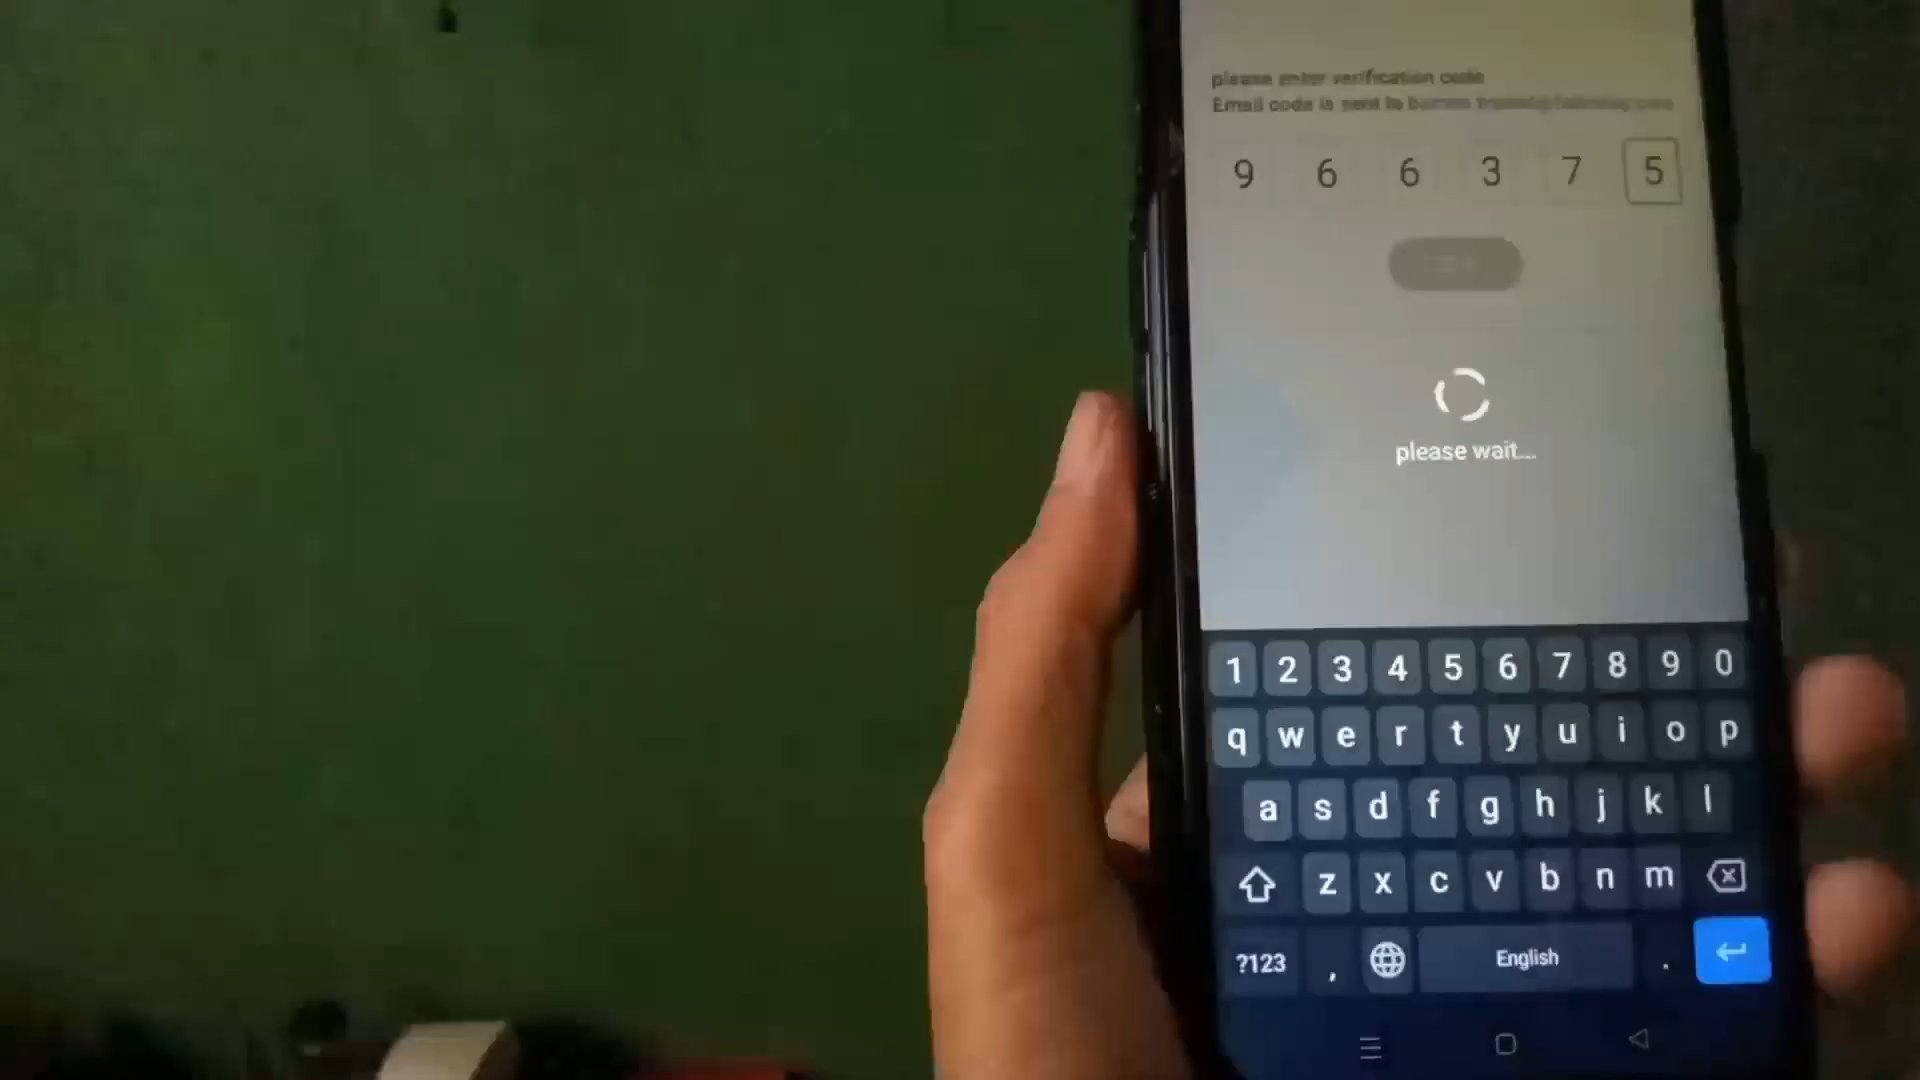 please enter verification code
Email code is sent to
9 6 6 3 7 5
please wait...
1 2 3 4 5 6 7 8 9 0
q w e r t y u i o p
a s d f g h j k l
z x c v b n m
?123 , English .